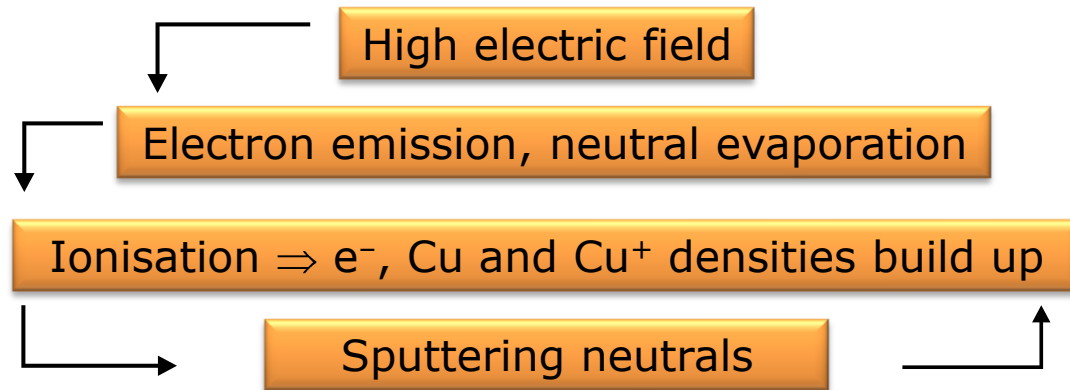 High electric field
Electron emission, neutral evaporation
Ionisation ⇒ e⁻, Cu and Cu⁺ densities build up
Sputtering neutrals